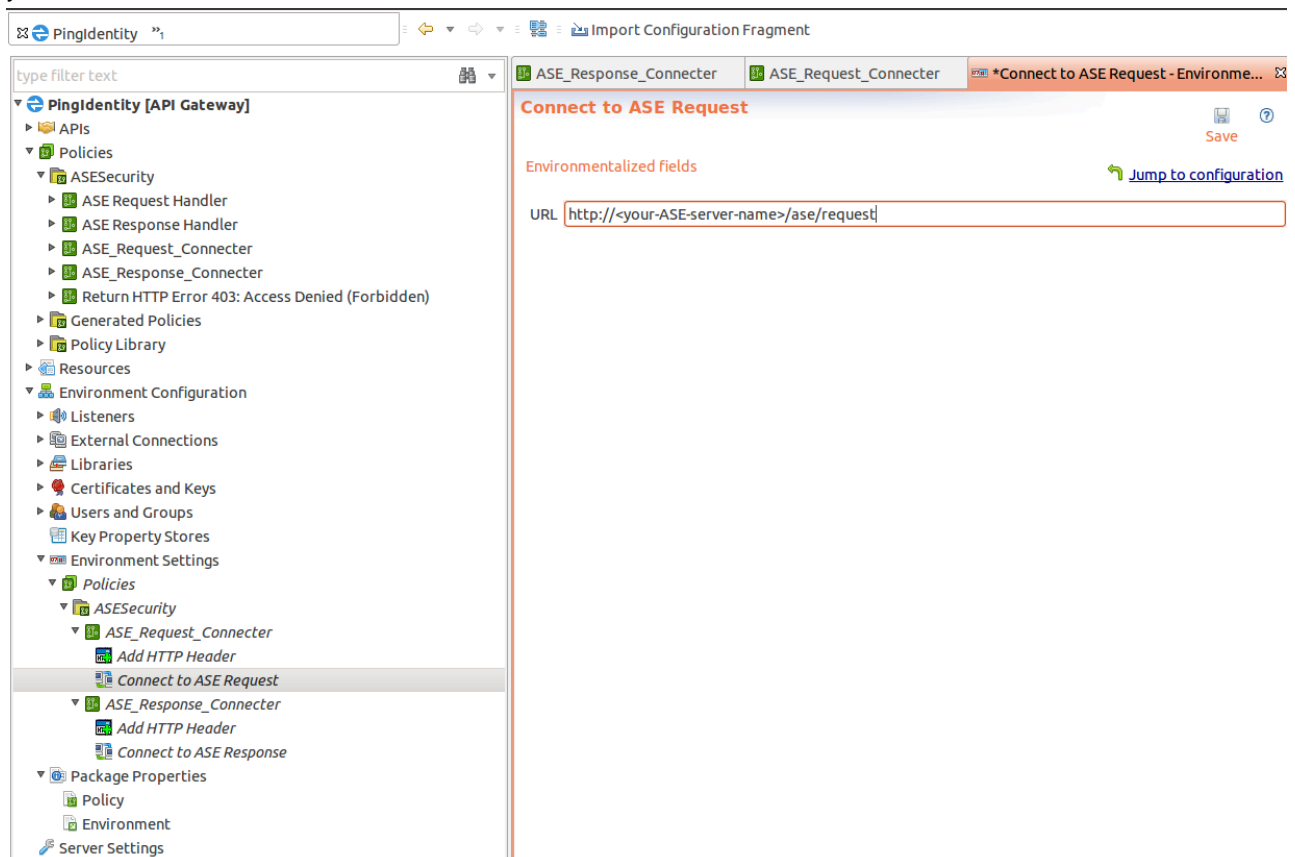 PingIdentity »1
Import Configuration Fragment
type filter text
PingIdentity [API Gateway]
APIs
Policies
ASESecurity
ASE Request Handler
ASE Response Handler
ASE_Request_Connecter
ASE_Response_Connecter
Return HTTP Error 403: Access Denied (Forbidden)
Generated Policies
Policy Library
Resources
Environment Configuration
Listeners
External Connections
Libraries
Certificates and Keys
Users and Groups
Key Property Stores
Environment Settings
Policies
ASESecurity
ASE_Request_Connecter
Add HTTP Header
Connect to ASE Request
ASE_Response_Connecter
Add HTTP Header
Connect to ASE Response
Package Properties
Policy
Environment
Server Settings
ASE_Response_Connecter ASE_Request_Connecter *Connect to ASE Request - Environme...
Connect to ASE Request
Save
Environmentalized fields
Jump to configuration
URL http://<your-ASE-server-name>/ase/request